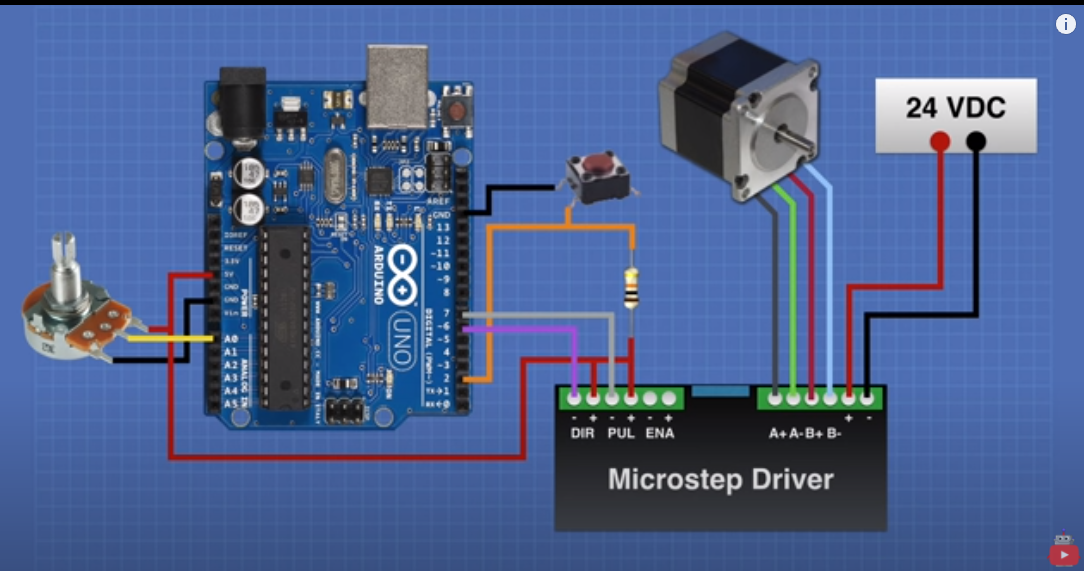 24 VDC
AREF
GND
13
12
~11
~10
~9
8
7
~6
~5
4
~3
2
TX→1
RX←0
DIGITAL (PWM~)
IOREF
RESET
3.3V
5V
GND
GND
Vin
POWER
A0
A1
A2
A3
A4
A5
ANALOG IN
ARDUINO
UNO
- + - + - +
DIR PUL ENA
A+ A- B+ B- + -
Microstep Driver